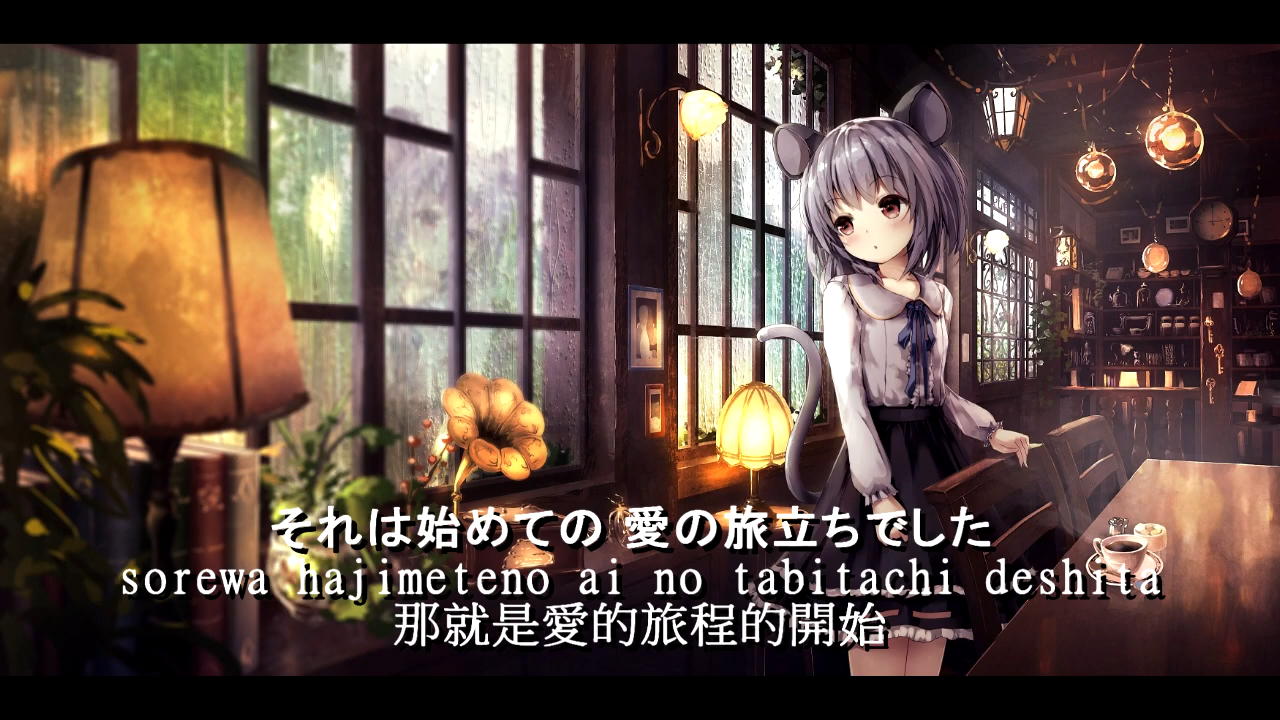 それは始めての 愛の旅立ちでした
sorewa hajimeteno ai no tabitachi deshita
那就是愛的旅程的開始